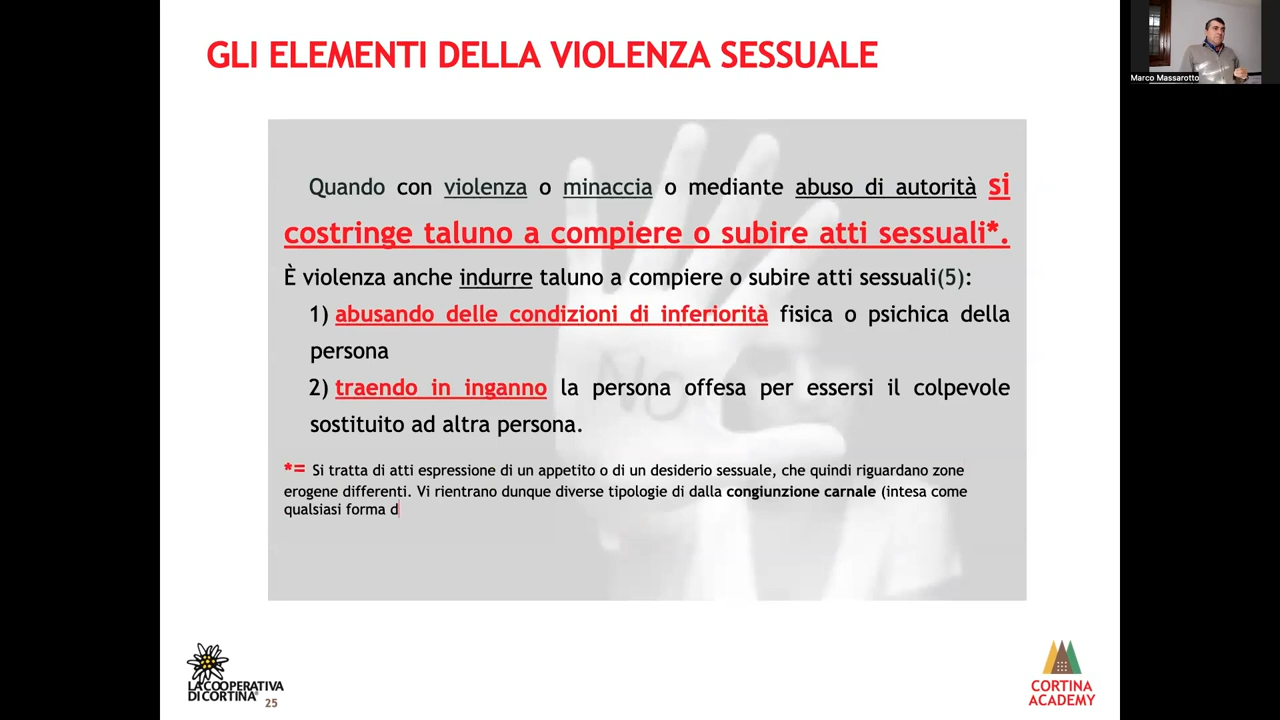 GLI ELEMENTI DELLA VIOLENZA SESSUALE
Marco Massarotto
Quando con violenza o minaccia o mediante abuso di autorità si
costringe taluno a compiere o subire atti sessuali*.
È violenza anche indurre taluno a compiere o subire atti sessuali(5):
1) abusando delle condizioni di inferiorità fisica o psichica della
persona
2) traendo in inganno la persona offesa per essersi il colpevole
sostituito ad altra persona.
*= Si tratta di atti espressione di un appetito o di un desiderio sessuale, che quindi riguardano zone
erogene differenti. Vi rientrano dunque diverse tipologie di dalla congiunzione carnale (intesa come
qualsiasi forma d
NO
LA COOPERATIVA
DI CORTINA®
25
CORTINA
ACADEMY